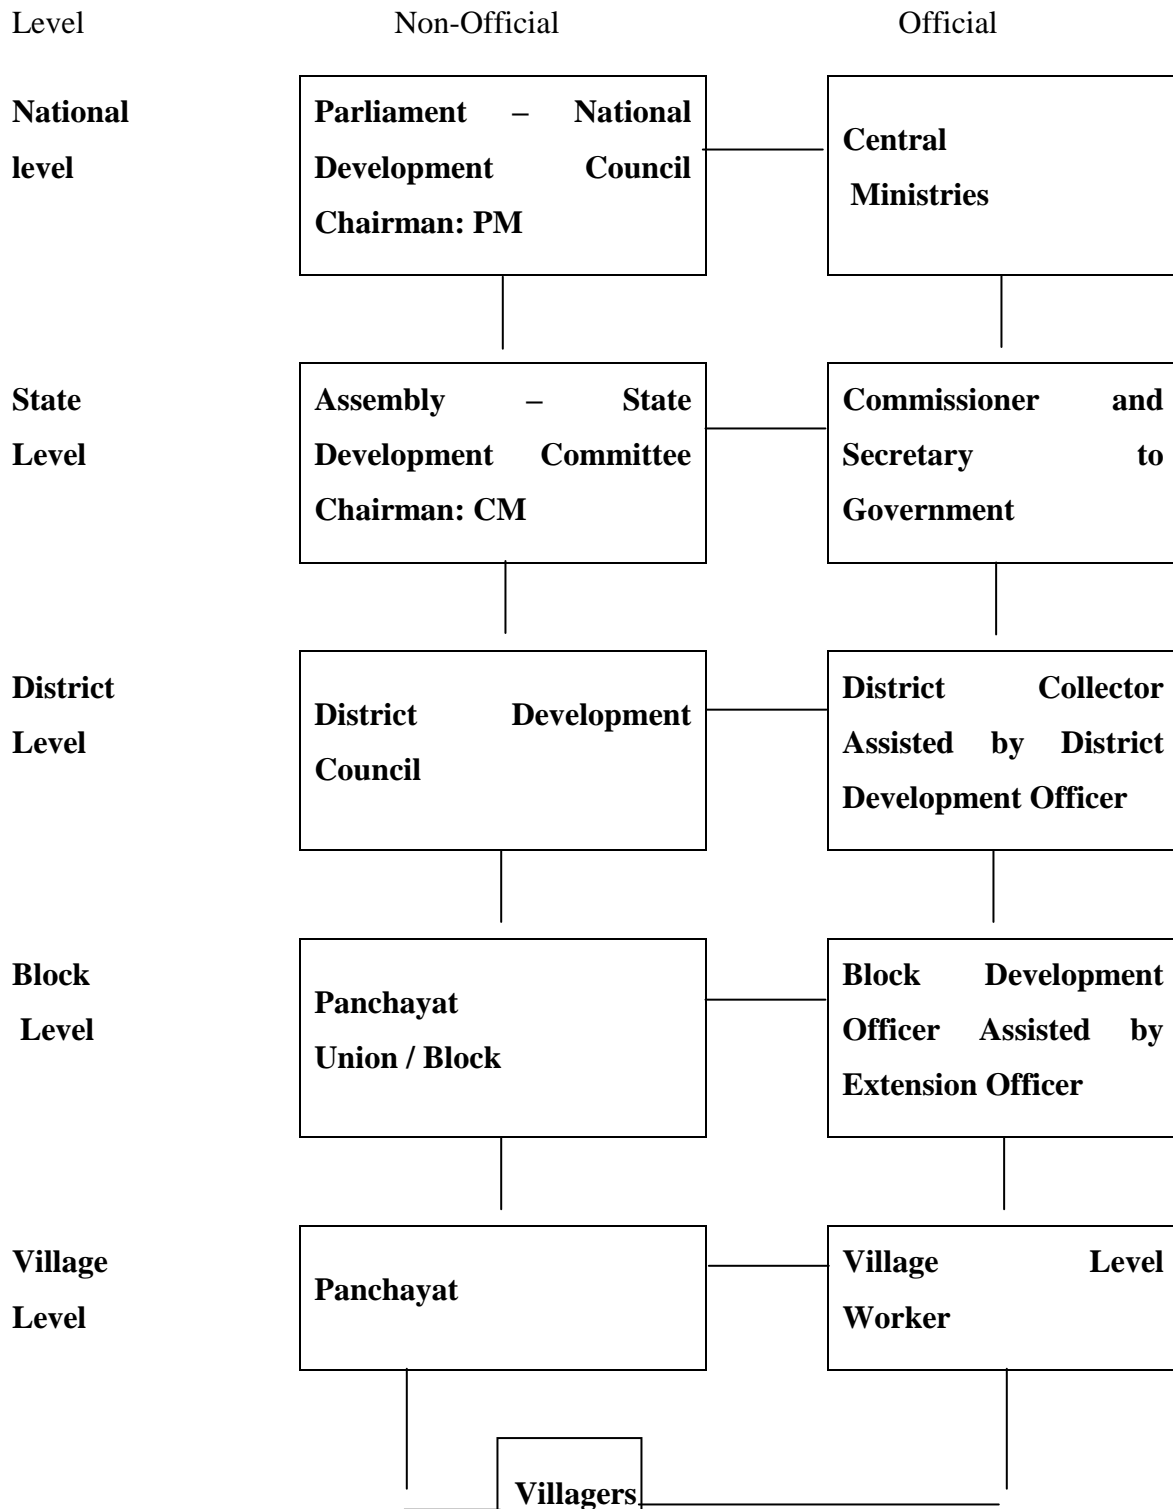 Level Non-Official Official
National level
Parliament – National
Development Council
Chairman: PM
Central
Ministries
State
Level
Assembly – State
Development Committee
Chairman: CM
Commissioner and
Secretary to
Government
District
Level
District Development
Council
District Collector
Assisted by District
Development Officer
Block
Level
Panchayat
Union / Block
Block Development
Officer Assisted by
Extension Officer
Village
Level
Panchayat
Village Level
Worker
Villagers